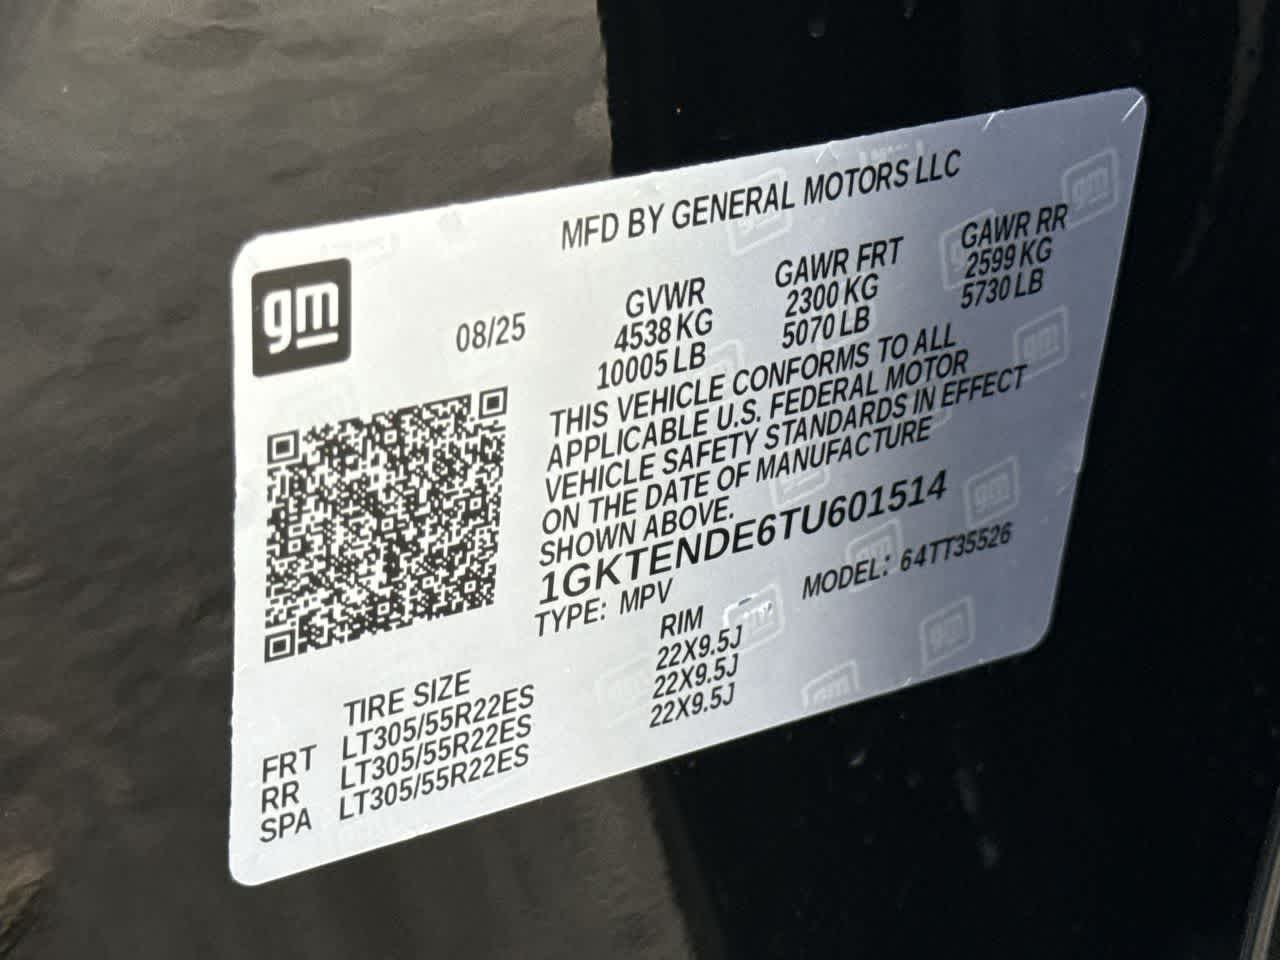 MFD BY GENERAL MOTORS LLC
gm
08/25
GVWR
4538 KG
10005 LB
GAWR FRT
2300 KG
5070 LB
GAWR RR
2599 KG
5730 LB
THIS VEHICLE CONFORMS TO ALL
APPLICABLE U.S. FEDERAL MOTOR
VEHICLE SAFETY STANDARDS IN EFFECT
ON THE DATE OF MANUFACTURE
SHOWN ABOVE.
1GKTENDE6TU601514
TYPE: MPV
MODEL: 64TT35526
TIRE SIZE
RIM
FRT LT305/55R22ES 22X9.5J
RR LT305/55R22ES 22X9.5J
SPA LT305/55R22ES 22X9.5J